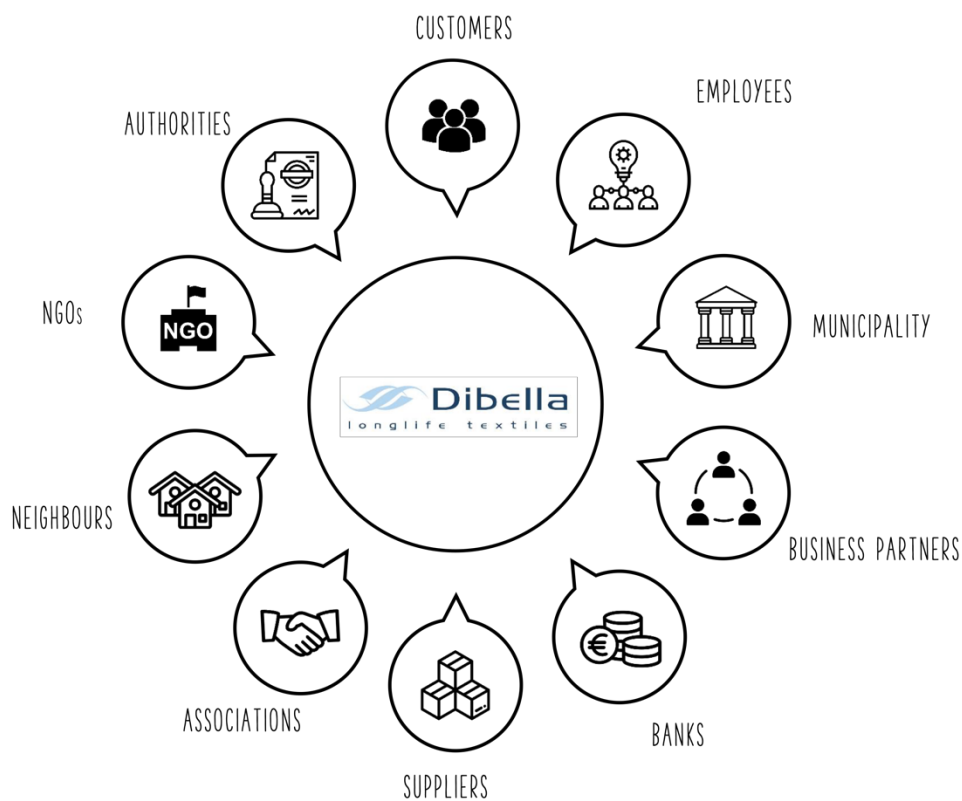 CUSTOMERS
EMPLOYEES
AUTHORITIES
NGOs
NGO
MUNICIPALITY
Dibella
longlife textiles
NEIGHBOURS
BUSINESS PARTNERS
ASSOCIATIONS
BANKS
SUPPLIERS